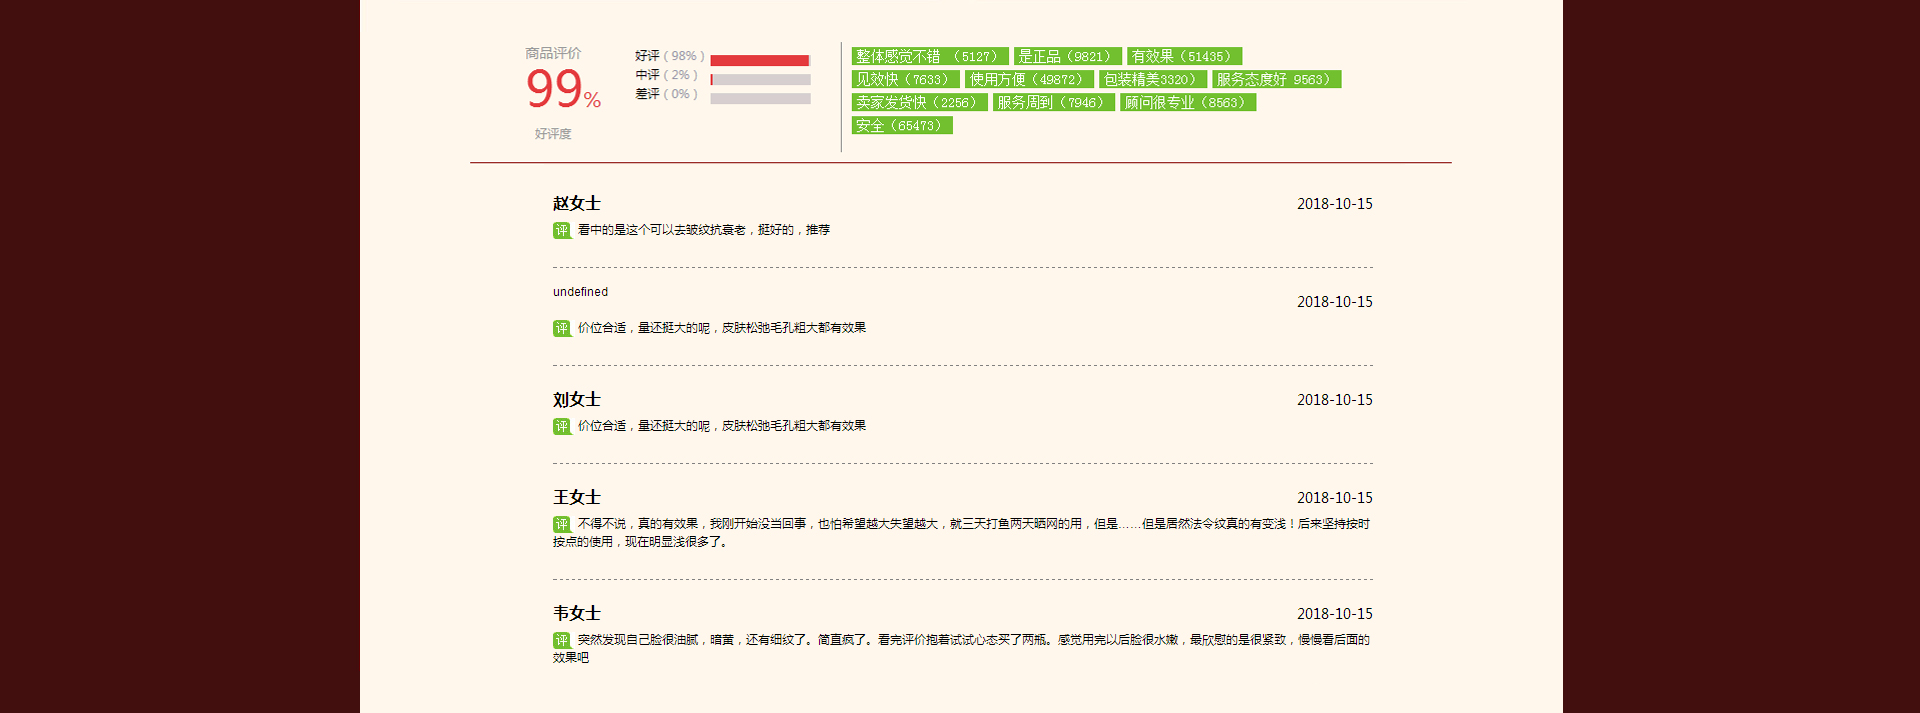 商品评价
99%
好评度
好评（98%）
中评（2%）
差评（0%）
整体感觉不错 （5127） 是正品（9821） 有效果（51435）
见效快（7633） 使用方便（49872） 包装精美3320） 服务态度好 9563）
卖家发货快（2256） 服务周到（7946） 顾问很专业（8563）
安全（65473）
赵女士 2018-10-15
评 看中的是这个可以去皱纹抗衰老，挺好的，推荐
undefined 2018-10-15
评 价位合适，量还挺大的呢，皮肤松弛毛孔粗大都有效果
刘女士 2018-10-15
评 价位合适，量还挺大的呢，皮肤松弛毛孔粗大都有效果
王女士 2018-10-15
评 不得不说，真的有效果，我刚开始没当回事，也怕希望越大失望越大，就三天打鱼两天晒网的用，但是……但是居然法令纹真的有变浅！后来坚持按时
按点的使用，现在明显浅很多了。
韦女士 2018-10-15
评 突然发现自己脸很油腻，暗黄，还有细纹了。简直疯了。看完评价抱着试试心态买了两瓶。感觉用完以后脸很水嫩，最欣慰的是很紧致，慢慢看后面的
效果吧